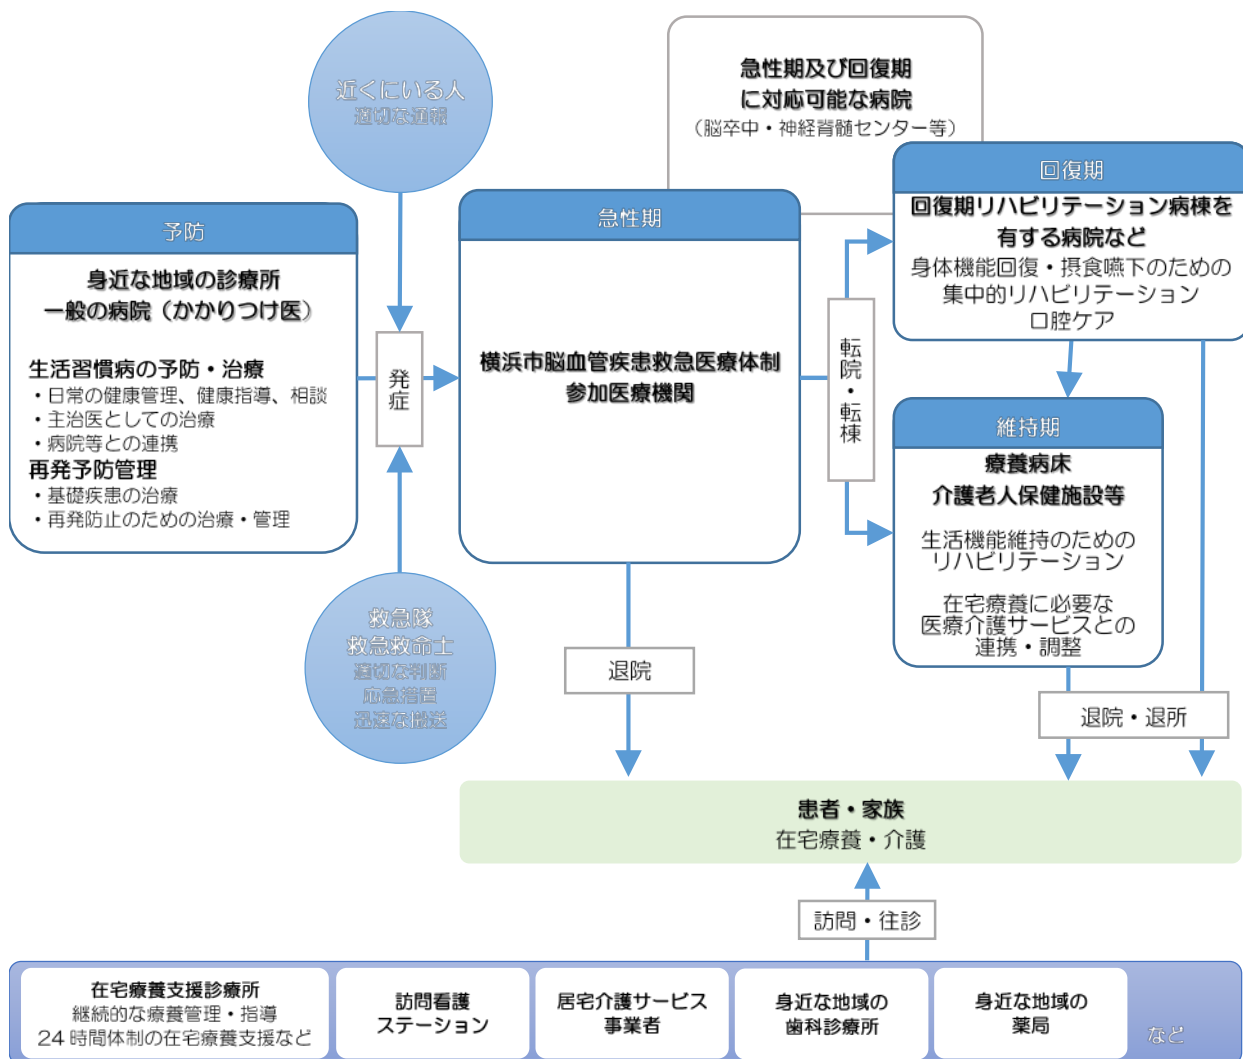 近くにいる人
適切な通報
急性期及び回復期
に対応可能な病院
（脳卒中・神経脊髄センター等）
予防
身近な地域の診療所
一般の病院（かかりつけ医）
生活習慣病の予防・治療
・日常の健康管理、健康指導、相談
・主治医としての治療
・病院等との連携
再発予防管理
・基礎疾患の治療
・再発防止のための治療・管理
発症
救急隊
救急救命士
適切な判断
応急措置
迅速な搬送
急性期
横浜市脳血管疾患救急医療体制
参加医療機関
転院・転棟
回復期
回復期リハビリテーション病棟を
有する病院など
身体機能回復・摂食嚥下のための
集中的リハビリテーション
口腔ケア
維持期
療養病床
介護老人保健施設等
生活機能維持のための
リハビリテーション
在宅療養に必要な
医療介護サービスとの
連携・調整
退院
退院・退所
患者・家族
在宅療養・介護
訪問・往診
在宅療養支援診療所
継続的な療養管理・指導
24 時間体制の在宅療養支援など
訪問看護
ステーション
居宅介護サービス
事業者
身近な地域の
歯科診療所
身近な地域の
薬局
など